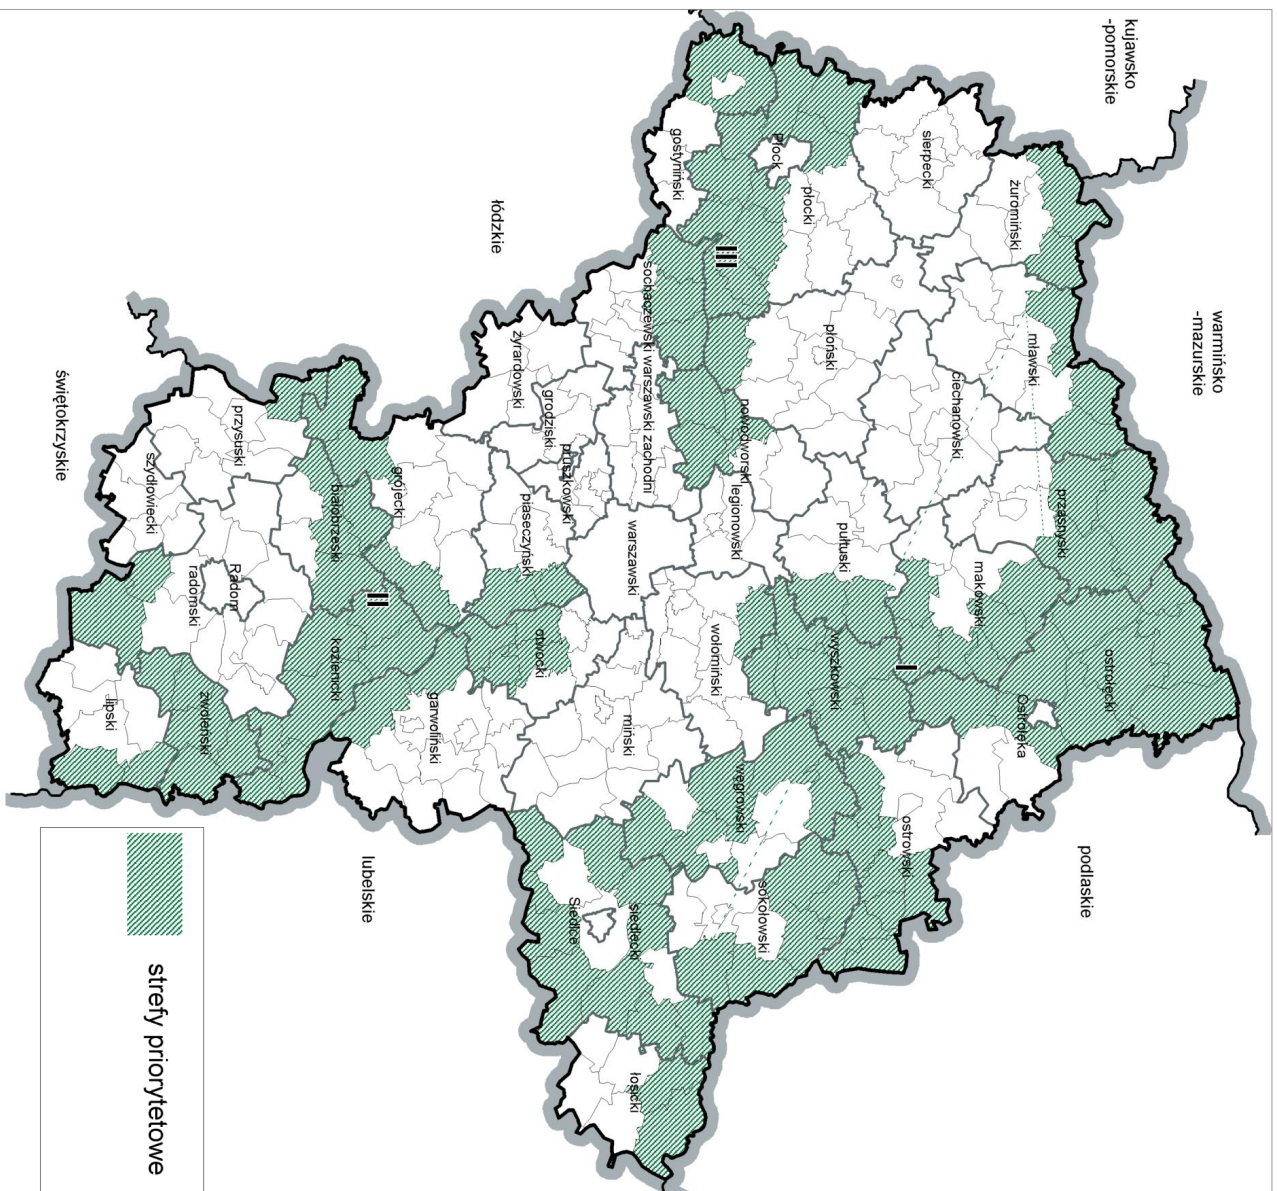 kujawsko
-pomorskie
warmińsko
-mazurskie
podlaskie
łódzkie
świętokrzyskie
lubelskie
sierpecki
żuromiński
mławski
przasnyski
ostrołęcki
Ostrołęka
makowski
ciechanowski
płocki
Płock
gostyniński
płoński
pułtuski
wyszkowski
ostrowski
I
II
III
sochaczewski
warszawski zachodni
nowodworski
legionowski
wołomiński
węgrowski
sokołowski
warszawski
miński
siedlecki
Siedlce
łosicki
żyrardowski
grodziski
pruszkowski
piaseczyński
otwocki
garwoliński
grójecki
białobrzeski
kozienicki
przysuski
szydłowiecki
Radom
radomski
zwoleński
lipski
strefy priorytetowe